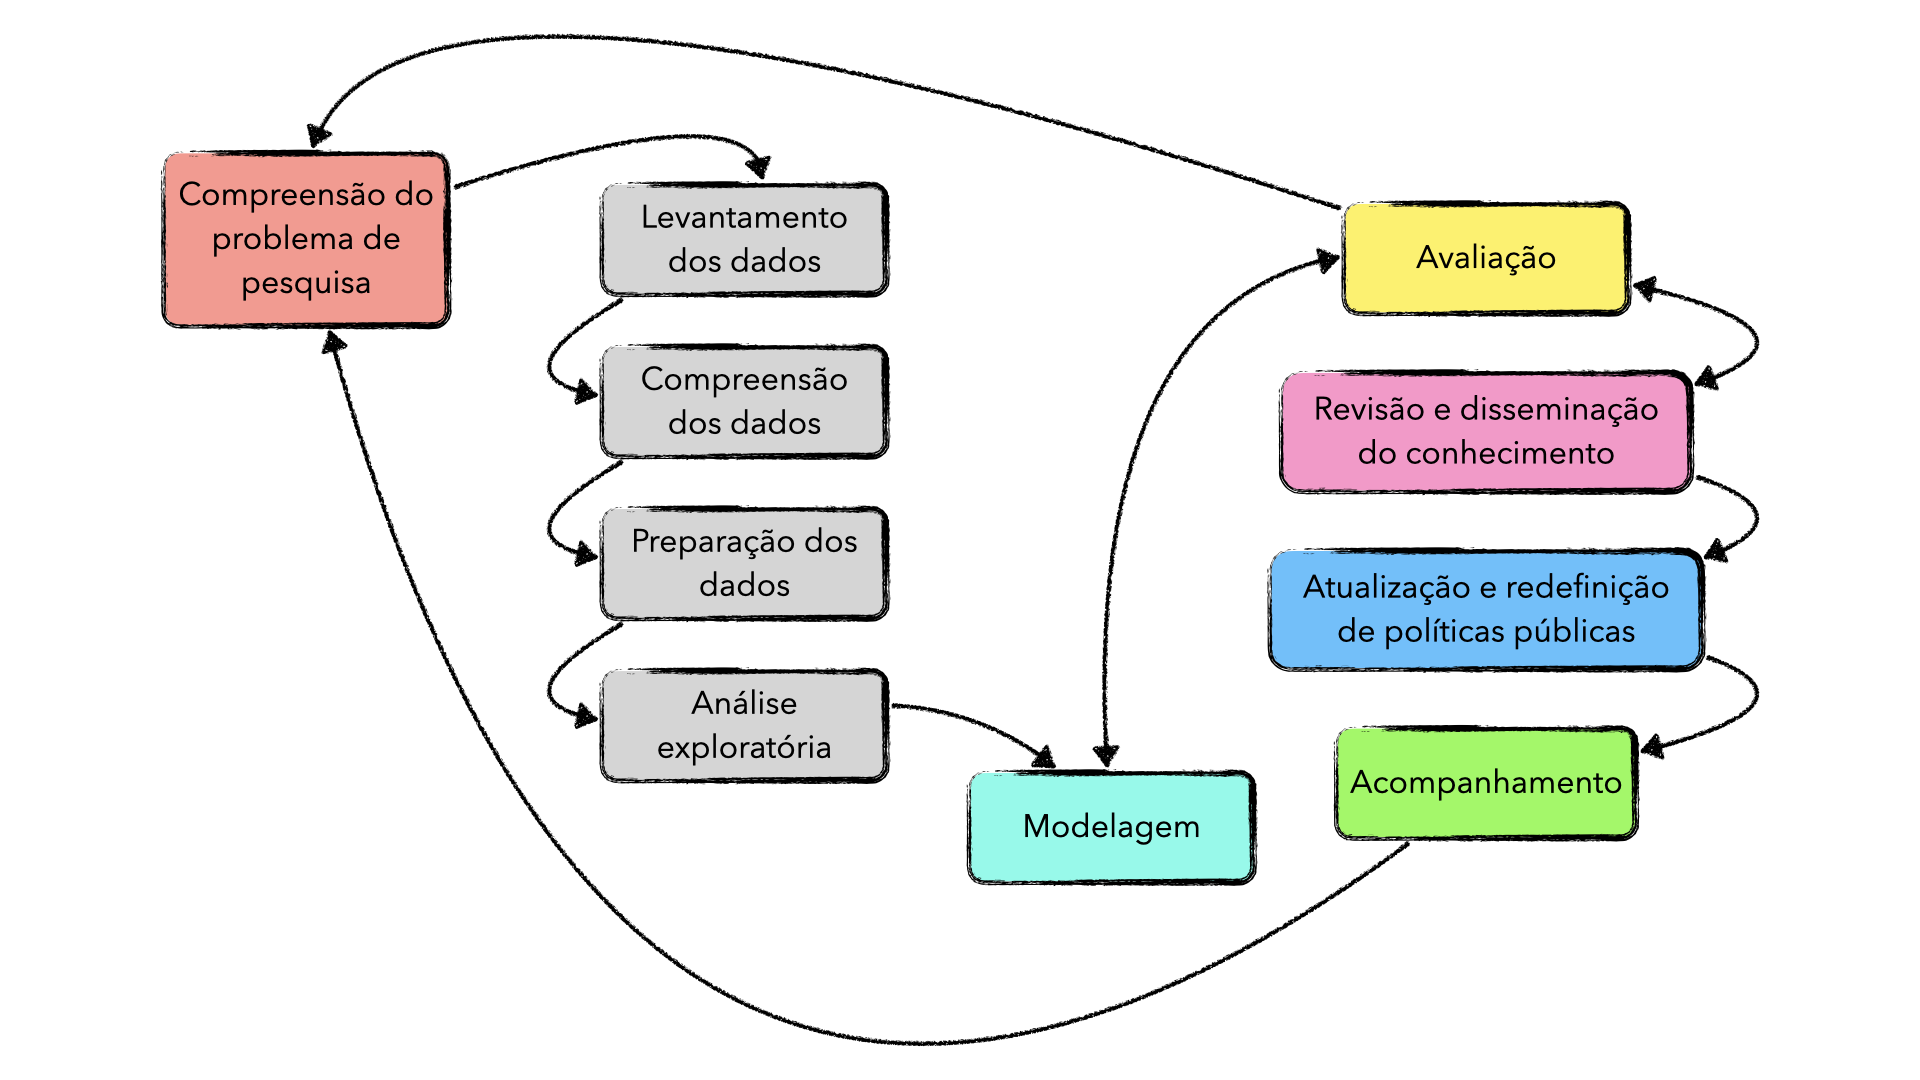 Compreensão do
problema de
pesquisa
Levantamento
dos dados
Compreensão
dos dados
Preparação dos
dados
Análise
exploratória
Modelagem
Avaliação
Revisão e disseminação
do conhecimento
Atualização e redefinição
de políticas públicas
Acompanhamento